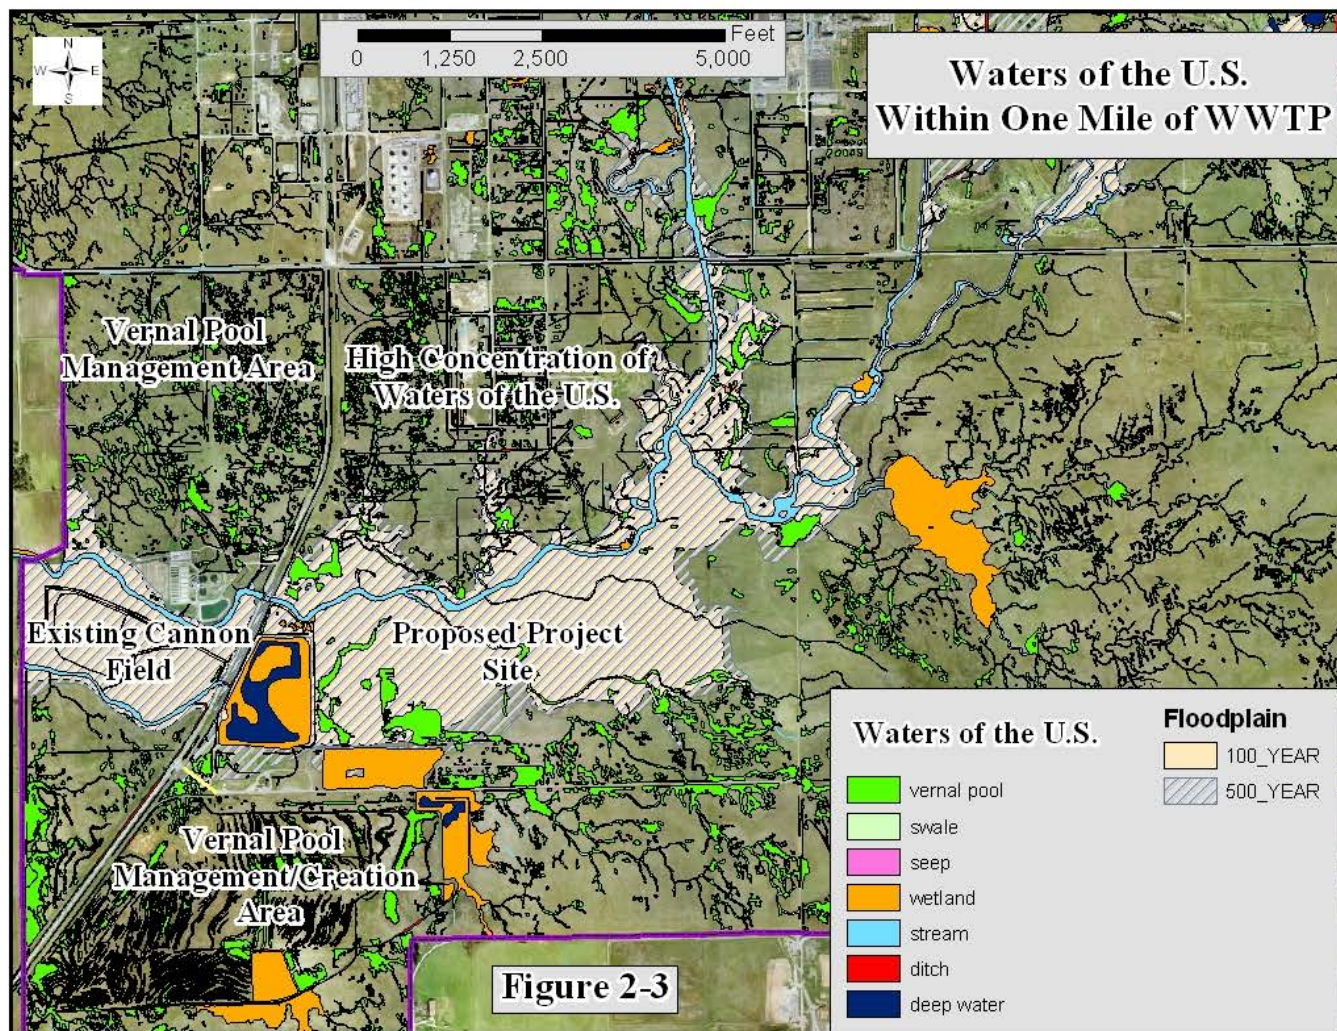 N
W E
S
Feet
0 1,250 2,500 5,000
Waters of the U.S.
Within One Mile of WWTP
Vernal Pool
Management Area
High Concentration of
Waters of the U.S.
Existing Cannon
Field
Proposed Project
Site
Vernal Pool
Management/Creation
Area
Waters of the U.S.
vernal pool
swale
seep
wetland
stream
ditch
deep water
Floodplain
100_YEAR
500_YEAR
Figure 2-3